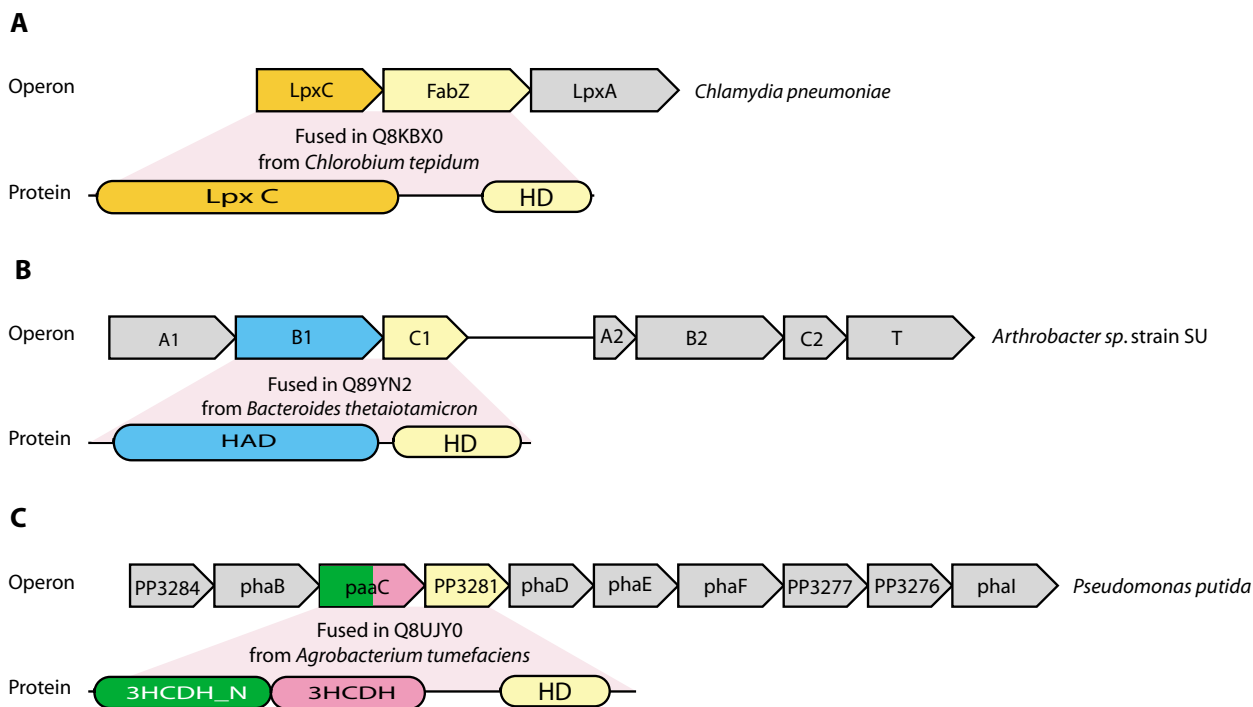 A
Operon LpxC FabZ LpxA Chlamydia pneumoniae
Fused in Q8KBX0
from Chlorobium tepidum
Protein Lpx C HD
B
Operon A1 B1 C1 A2 B2 C2 T Arthrobacter sp. strain SU
Fused in Q89YN2
from Bacteroides thetaiotamicron
Protein HAD HD
C
Operon PP3284 phaB paaC PP3281 phaD phaE phaF PP3277 PP3276 phaI Pseudomonas putida
Fused in Q8UJY0
from Agrobacterium tumefaciens
Protein 3HCDH_N 3HCDH HD